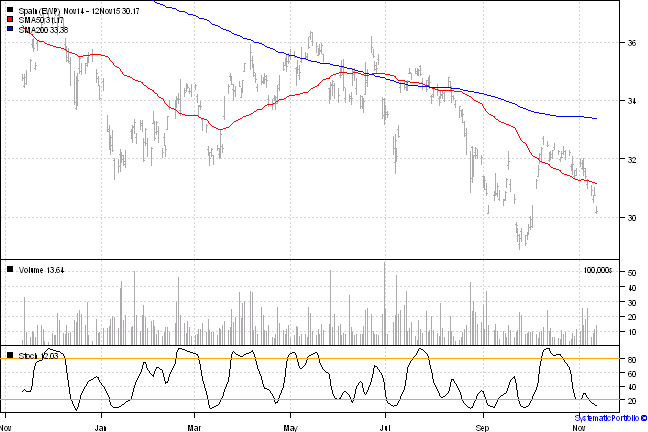 Spain (EWP) Nov14 - 12Nov15 30.17
SMA50 31.17
SMA200 33.38
36
34
32
30
Volume 13.64
100,000s
50
40
30
20
10
Stoch 12.03
80
60
40
20
Nov
Jan
Mar
May
Jul
Sep
Nov
SystematicPortfolio ©